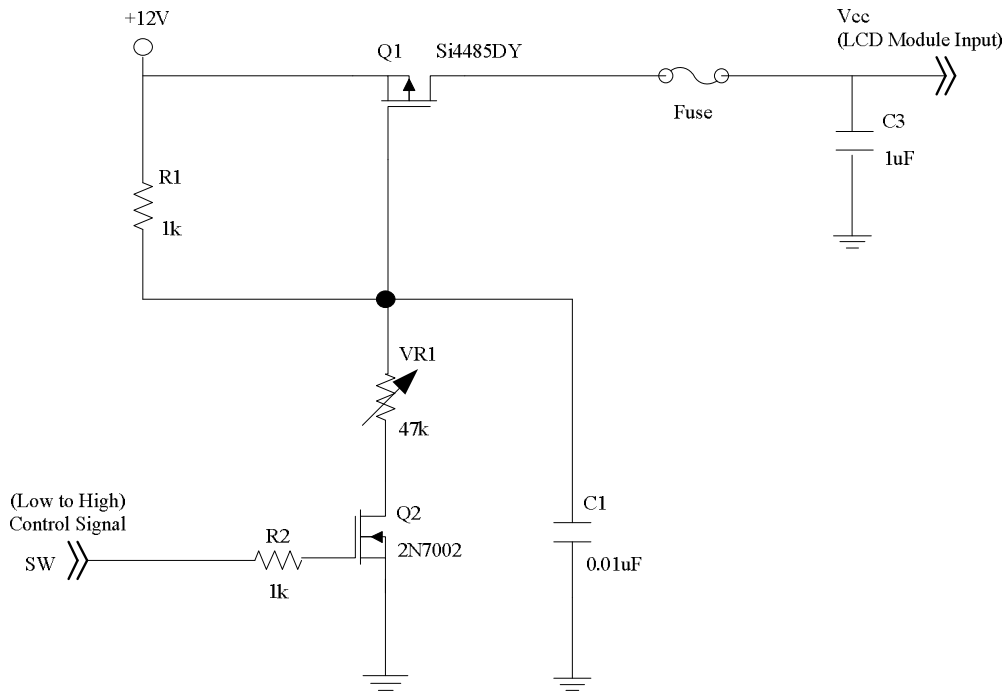 +12V
Q1
Si4485DY
Vcc
(LCD Module Input)
Fuse
C3
1uF
R1
1k
VR1
47k
(Low to High)
Control Signal
SW
R2
1k
Q2
2N7002
C1
0.01uF